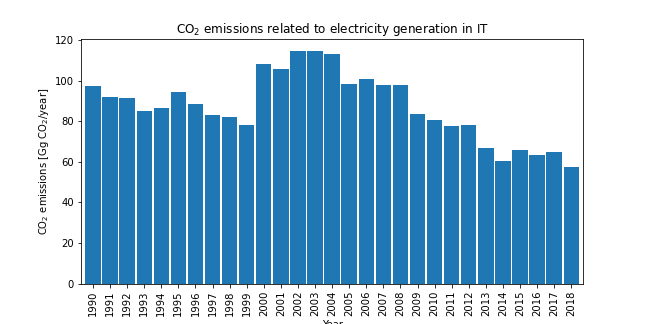 CO₂ emissions related to electricity generation in IT
CO₂ emissions [Gg CO₂/year]
120
100
80
60
40
20
0
1990 1991 1992 1993 1994 1995 1996 1997 1998 1999 2000 2001 2002 2003 2004 2005 2006 2007 2008 2009 2010 2011 2012 2013 2014 2015 2016 2017 2018
Year